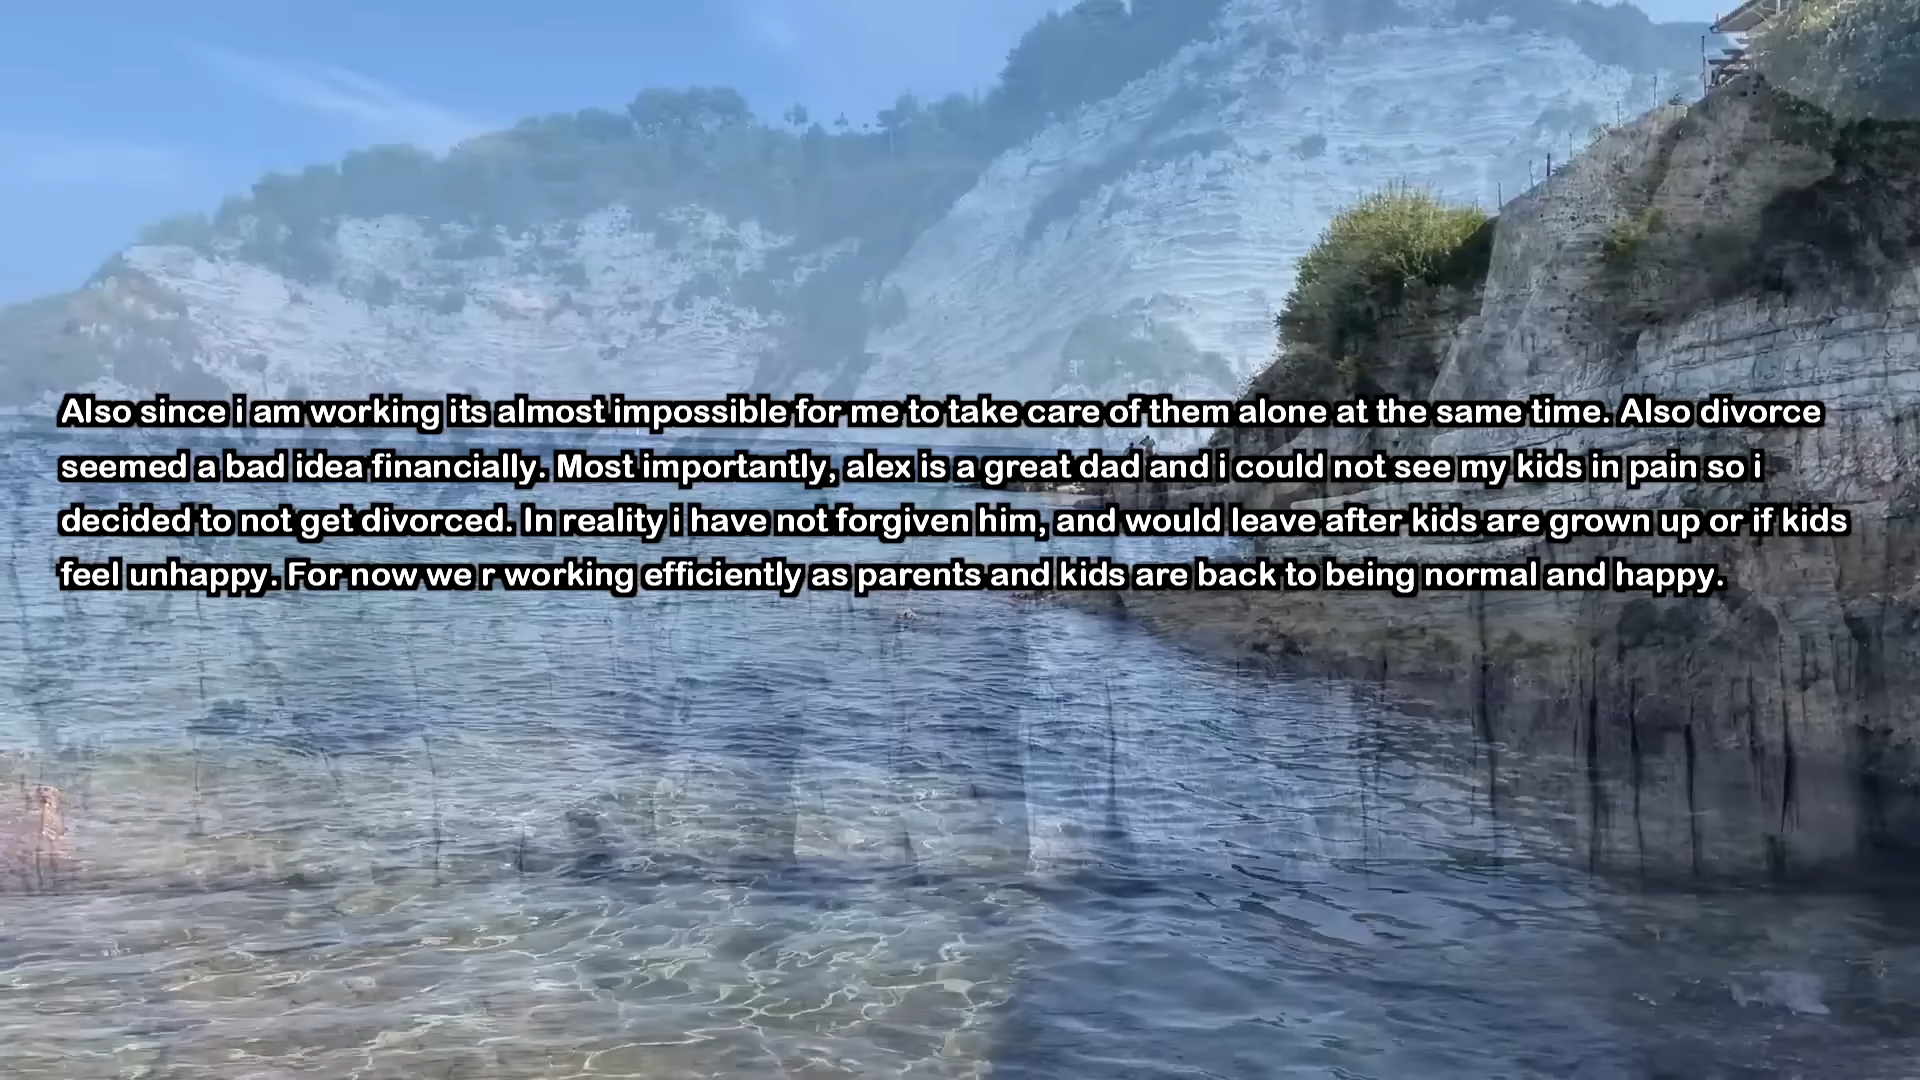 Also since i am working its almost impossible for me to take care of them alone at the same time. Also divorce
seemed a bad idea financially. Most importantly, alex is a great dad and i could not see my kids in pain so i
decided to not get divorced. In reality i have not forgiven him, and would leave after kids are grown up or if kids
feel unhappy. For now we r working efficiently as parents and kids are back to being normal and happy.